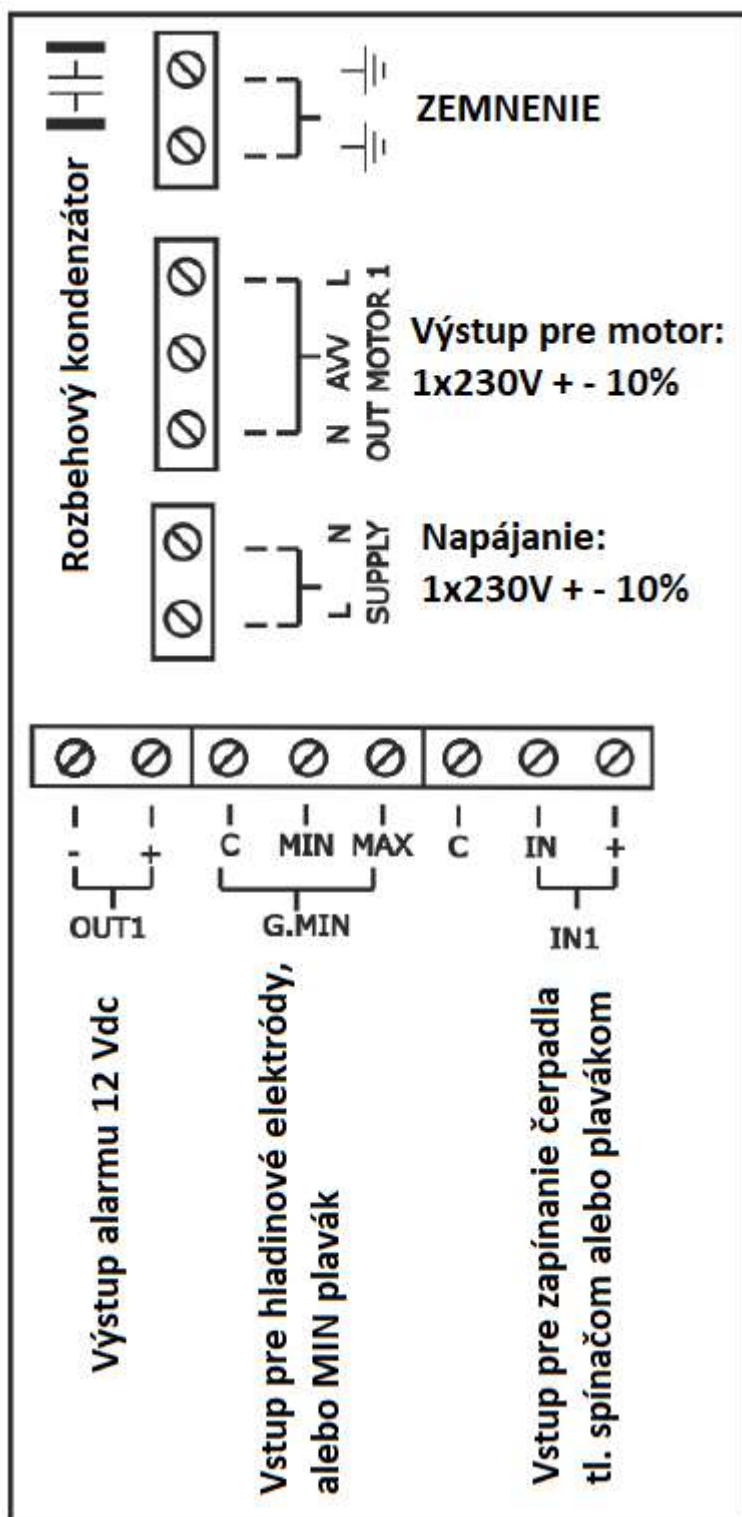 Rozbehový kondenzátor
ZEMNENIE
N AVV L
OUT MOTOR 1
Výstup pre motor:
1x230V + - 10%
L N
SUPPLY
Napájanie:
1x230V + - 10%
- + C MIN MAX C IN +
OUT1 G.MIN IN1
Výstup alarmu 12 Vdc
Vstup pre hladinové elektródy,
alebo MIN plavák
Vstup pre zapínanie čerpadla
tl. spínačom alebo plavákom